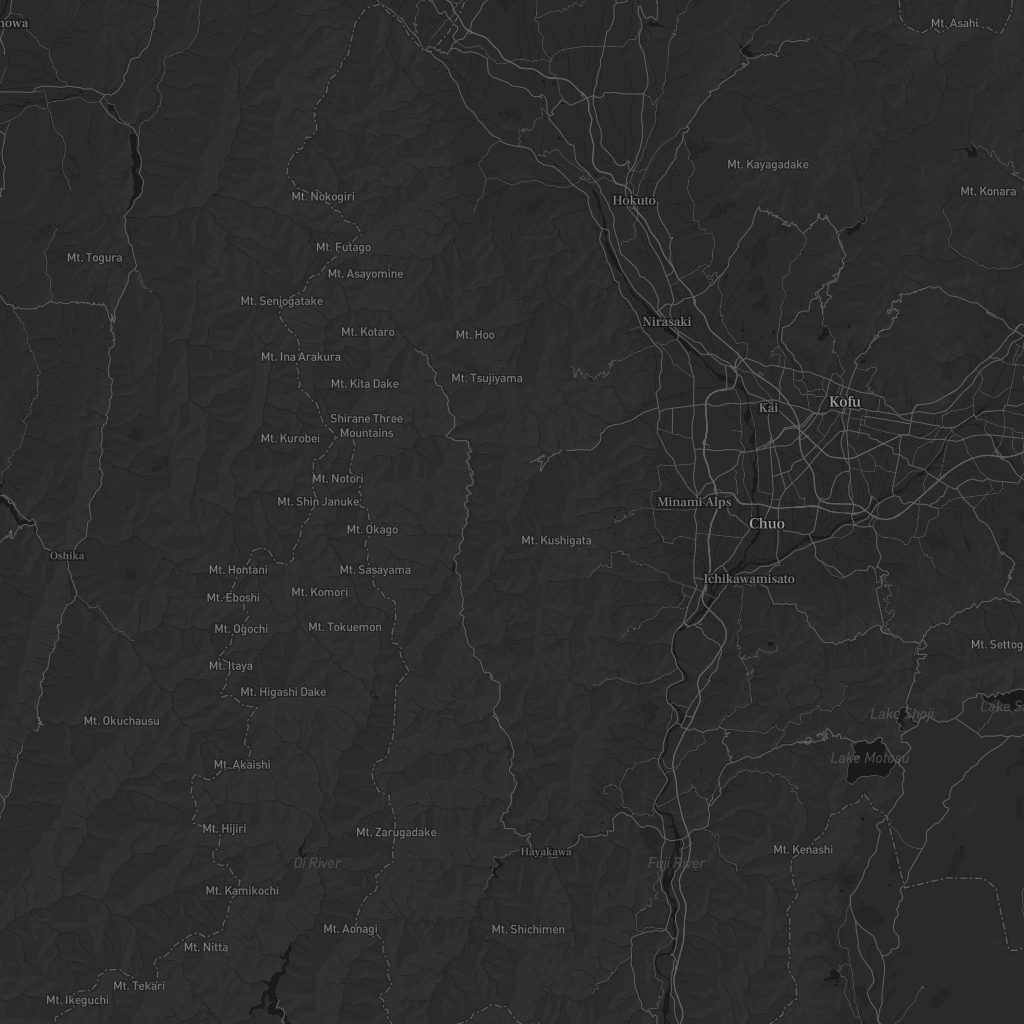 Mt. Asahi
Mt. Kayagadake
Mt. Konara
Mt. Nokogiri
Hokuto
Mt. Futago
Mt. Togura
Mt. Asayomine
Mt. Senjogatake
Nirasaki
Mt. Kotaro
Mt. Hoo
Mt. Ina Arakura
Mt. Kita Dake
Mt. Tsujiyama
Kofu
Kai
Shirane Three
Mountains
Mt. Kurobei
Mt. Notori
Mt. Shin Januke
Minami-Alps
Chuo
Mt. Okago
Mt. Kushigata
Oshika
Mt. Hontani
Mt. Sasayama
Ichikawamisato
Mt. Eboshi
Mt. Komori
Mt. Ogochi
Mt. Tokuemon
Mt. Settog
Mt. Itaya
Mt. Higashi Dake
Lake Shoji
Mt. Okuchausu
Lake Motosu
Mt. Akaishi
Mt. Hijiri
Mt. Zarugadake
Hayakawa
Mt. Kenashi
Oi River
Fuji River
Mt. Kamikochi
Mt. Aonagi
Mt. Shichimen
Mt. Nitta
Mt. Tekari
Mt. Ikeguchi